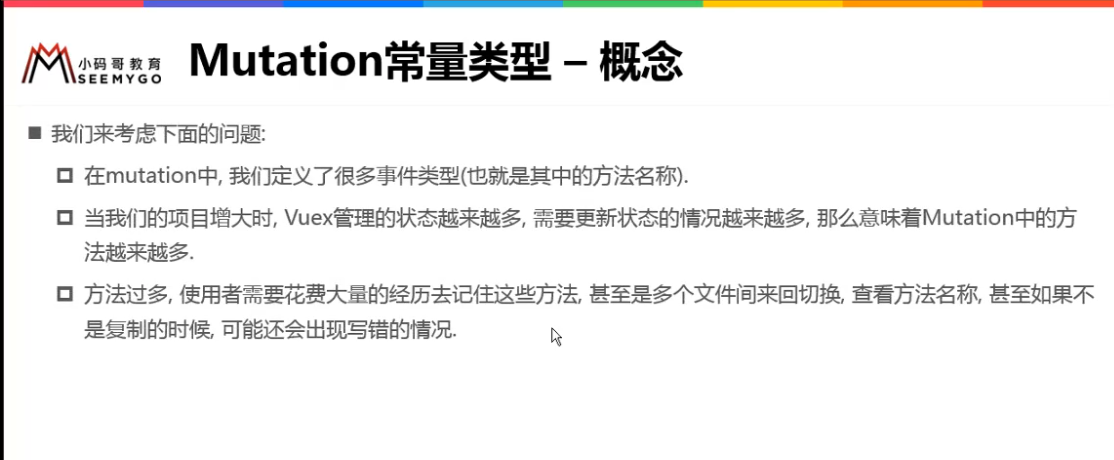 小码哥教育
SEEMYGO
Mutation常量类型 – 概念
我们来考虑下面的问题:
在mutation中, 我们定义了很多事件类型(也就是其中的方法名称).
当我们的项目增大时, Vuex管理的状态越来越多, 需要更新状态的情况越来越多, 那么意味着Mutation中的方
法越来越多.
方法过多, 使用者需要花费大量的经历去记住这些方法, 甚至是多个文件间来回切换, 查看方法名称, 甚至如果不
是复制的时候, 可能还会出现写错的情况.